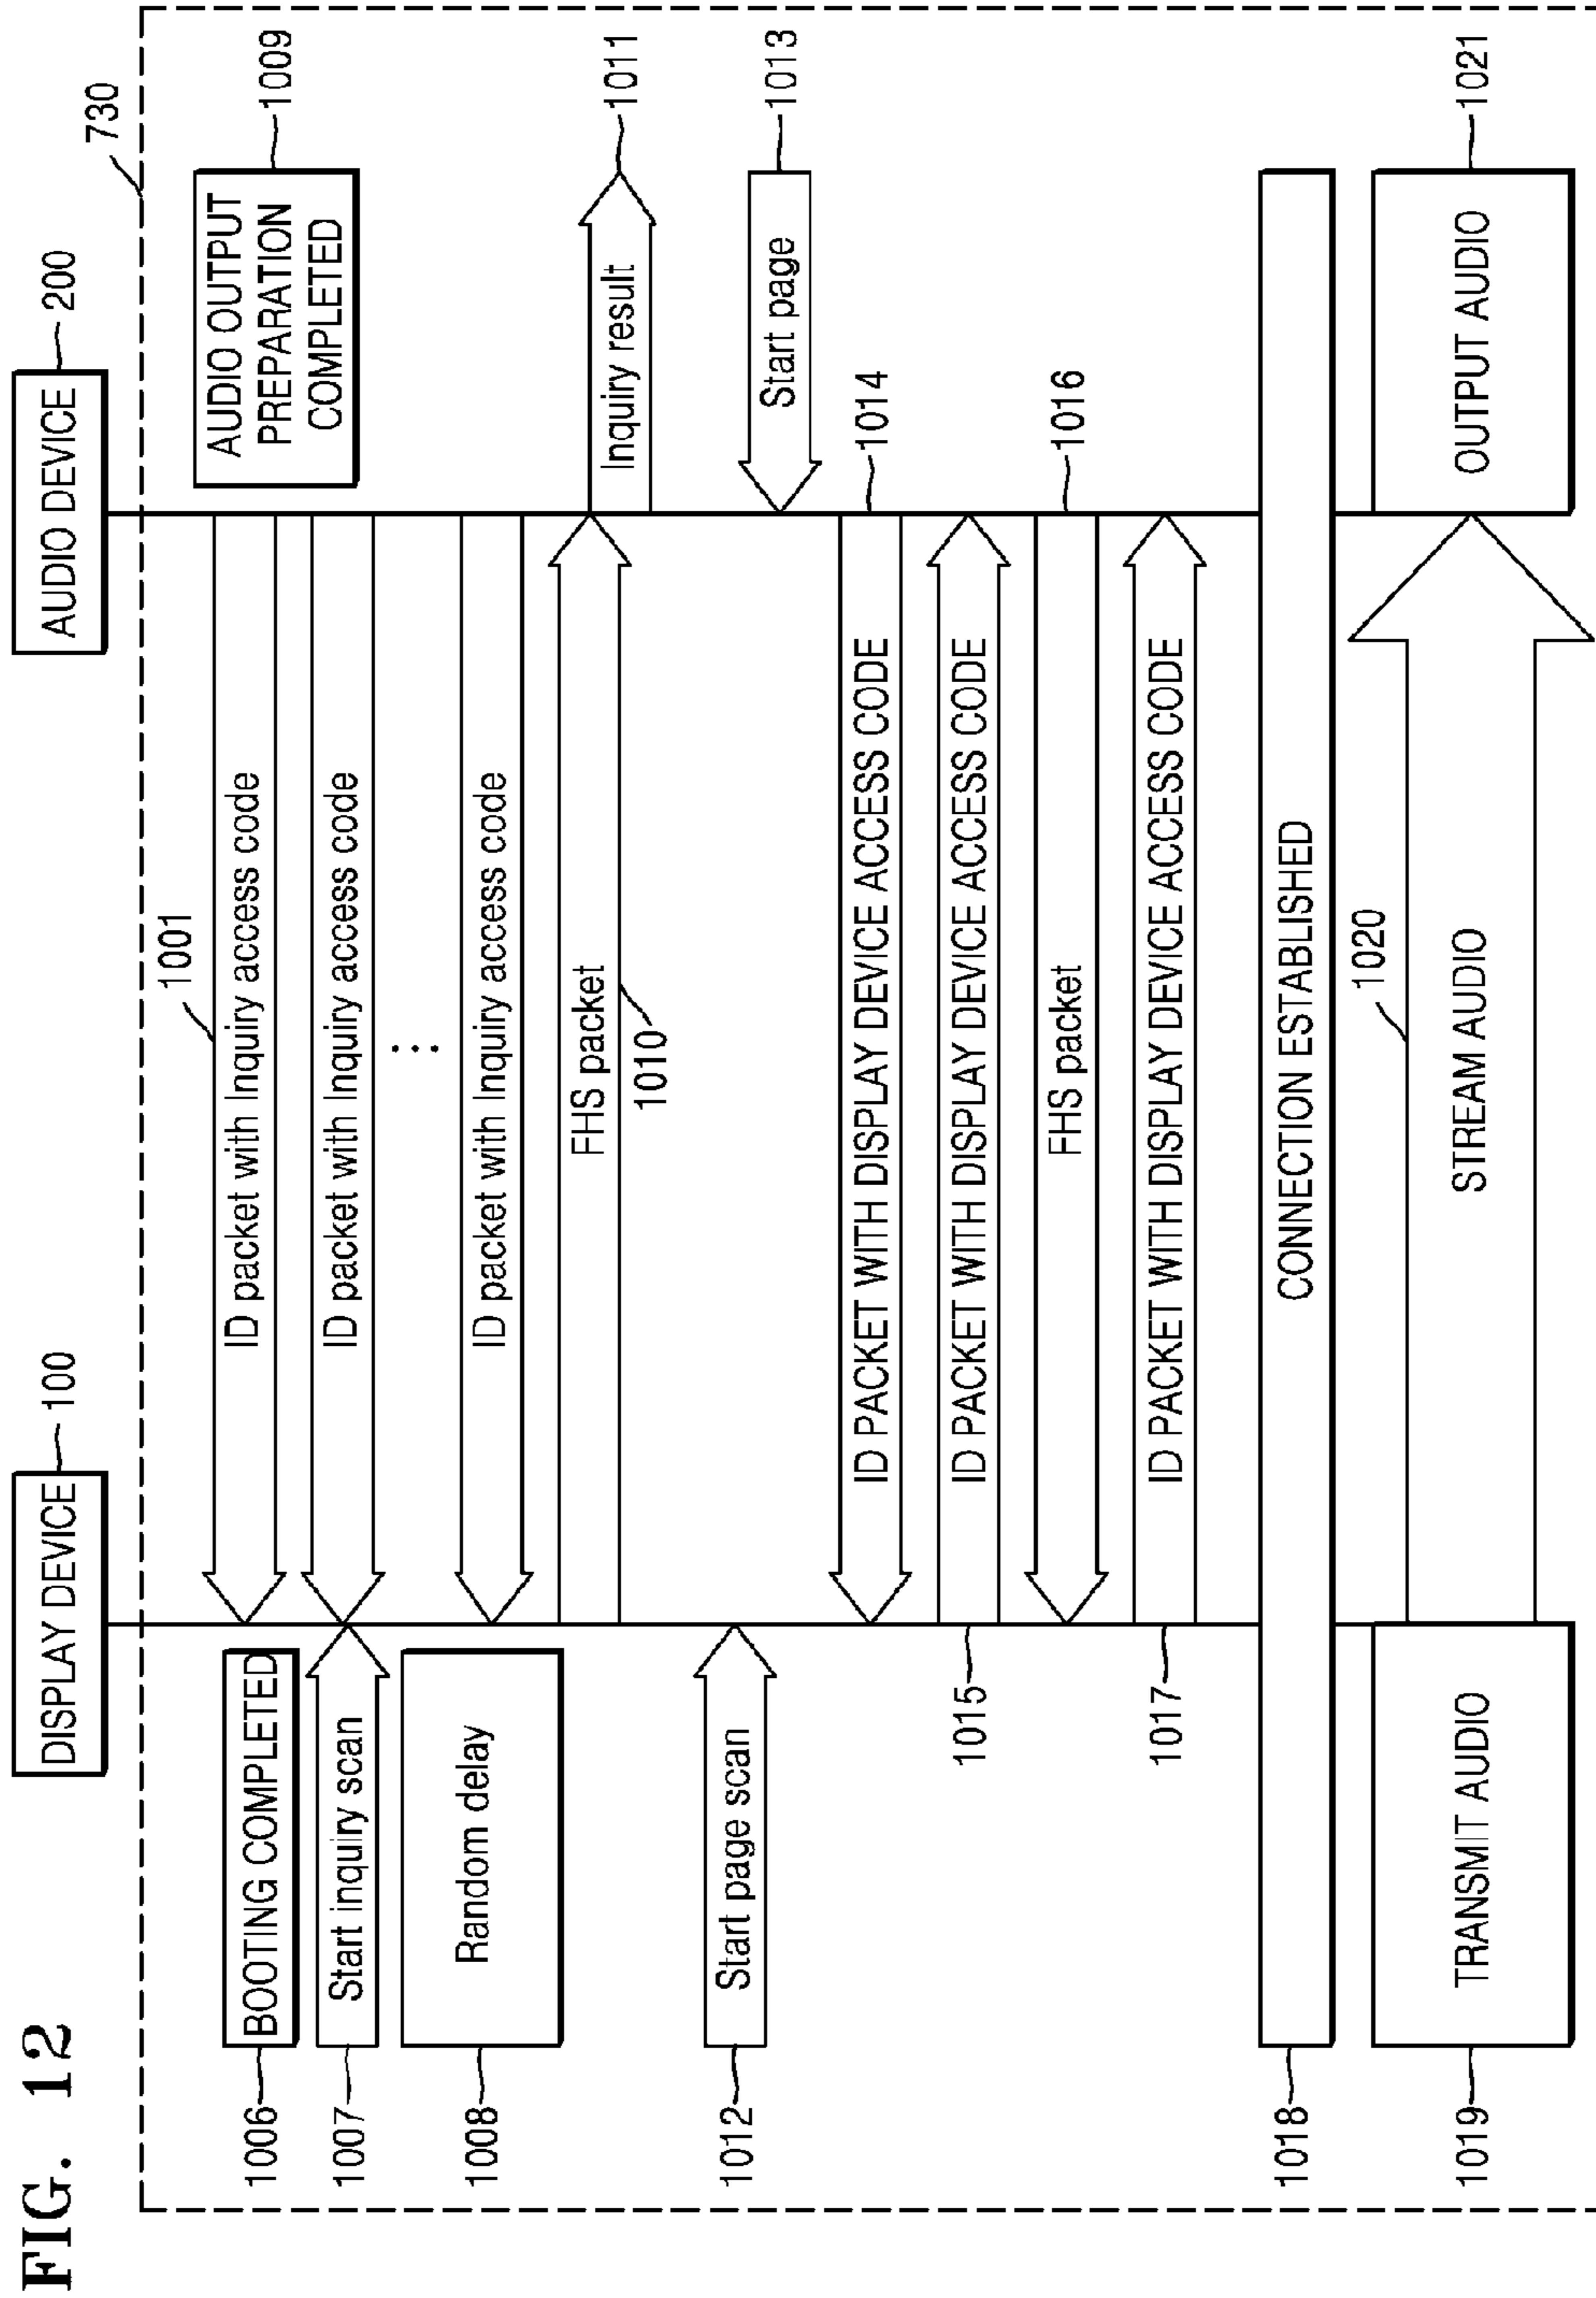 FIG. 12
DISPLAY DEVICE
100
AUDIO DEVICE
200
730
1001
BOOTING COMPLETED
1006
ID packet with Inquiry access code
AUDIO OUTPUT
PREPARATION
COMPLETED
1009
Start inquiry scan
1007
ID packet with Inquiry access code
⋮
Random delay
1008
ID packet with Inquiry access code
FHS packet
1010
Inquiry result
1011
Start page scan
1012
Start page
1013
ID PACKET WITH DISPLAY DEVICE ACCESS CODE
1014
ID PACKET WITH DISPLAY DEVICE ACCESS CODE
1015
FHS packet
1016
ID PACKET WITH DISPLAY DEVICE ACCESS CODE
1017
CONNECTION ESTABLISHED
1018
1020
TRANSMIT AUDIO
1019
STREAM AUDIO
OUTPUT AUDIO
1021